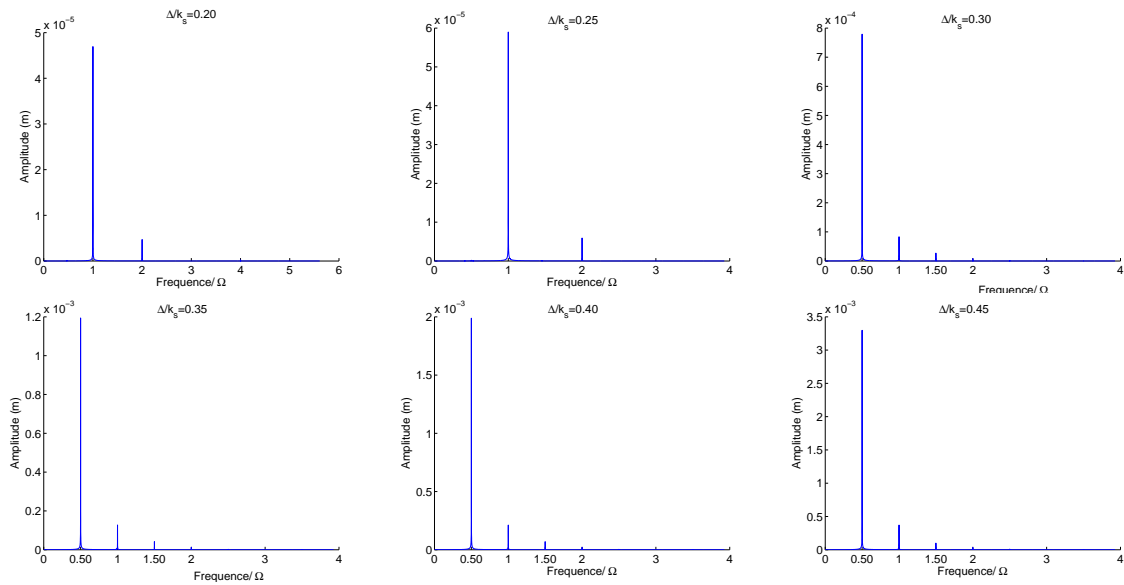 Δ/kₛ=0.20
x 10⁻⁵
5
4
3
2
1
0
Amplitude (m)
0 1 2 3 4 5 6
Frequence/ Ω
Δ/kₛ=0.25
x 10⁻⁵
6
5
4
3
2
1
0
Amplitude (m)
0 1 2 3 4
Frequence/ Ω
Δ/kₛ=0.30
x 10⁻⁴
8
7
6
5
4
3
2
1
0
Amplitude (m)
0 0.50 1 1.50 2 3 4
Frequence/ Ω
Δ/kₛ=0.35
x 10⁻³
1.2
1
0.8
0.6
0.4
0.2
0
Amplitude (m)
0 0.50 1 1.50 2 3 4
Frequence/ Ω
Δ/kₛ=0.40
x 10⁻³
2
1.5
1
0.5
0
Amplitude (m)
0 0.50 1 1.50 2 3 4
Frequence/ Ω
Δ/kₛ=0.45
x 10⁻³
3.5
3
2.5
2
1.5
1
0.5
0
Amplitude (m)
0 0.50 1 1.50 2 3 4
Frequence/ Ω